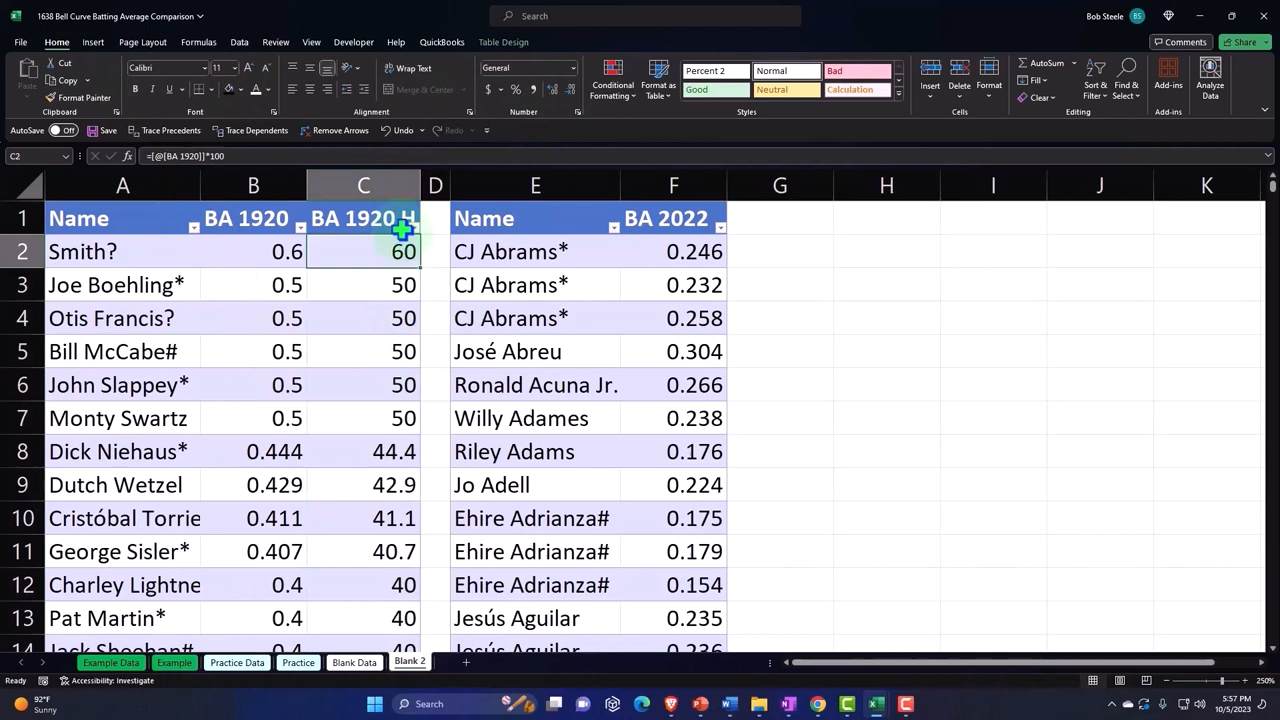 1638 Bell Curve Batting Average Comparison
Search
Bob Steele
BS
File Home Insert Page Layout Formulas Data Review View Developer Help QuickBooks Table Design
Comments
Share
Cut
Copy
Paste
Format Painter
Clipboard
Calibri
11
Font
Wrap Text
Merge & Center
Alignment
General
Number
Conditional Formatting
Format as Table
Percent 2
Normal
Bad
Good
Neutral
Calculation
Styles
Insert
Delete
Format
Cells
AutoSum
Fill
Clear
Sort & Filter
Find & Select
Editing
Add-ins
Add-ins
Analyze Data
AutoSave Off Save Trace Precedents Trace Dependents Remove Arrows Undo Redo
C2 fx =[@[BA 1920]]*100
A B C D E F G H I J K
1 Name BA 1920 BA 1920 H Name BA 2022
2 Smith? 0.6 60 CJ Abrams* 0.246
3 Joe Boehling* 0.5 50 CJ Abrams* 0.232
4 Otis Francis? 0.5 50 CJ Abrams* 0.258
5 Bill McCabe# 0.5 50 José Abreu 0.304
6 John Slappey* 0.5 50 Ronald Acuna Jr. 0.266
7 Monty Swartz 0.5 50 Willy Adames 0.238
8 Dick Niehaus* 0.444 44.4 Riley Adams 0.176
9 Dutch Wetzel 0.429 42.9 Jo Adell 0.224
10 Cristóbal Torrie 0.411 41.1 Ehire Adrianza# 0.175
11 George Sisler* 0.407 40.7 Ehire Adrianza# 0.179
12 Charley Lightne 0.4 40 Ehire Adrianza# 0.154
13 Pat Martin* 0.4 40 Jesús Aguilar 0.235
14 Jack Sheehan# 0.4 40 Jesús Aguilar 0.236
Example Data Example Practice Data Practice Blank Data Blank 2
Ready Accessibility: Investigate
250%
92°F
Sunny
Search
5:57 PM
10/5/2023